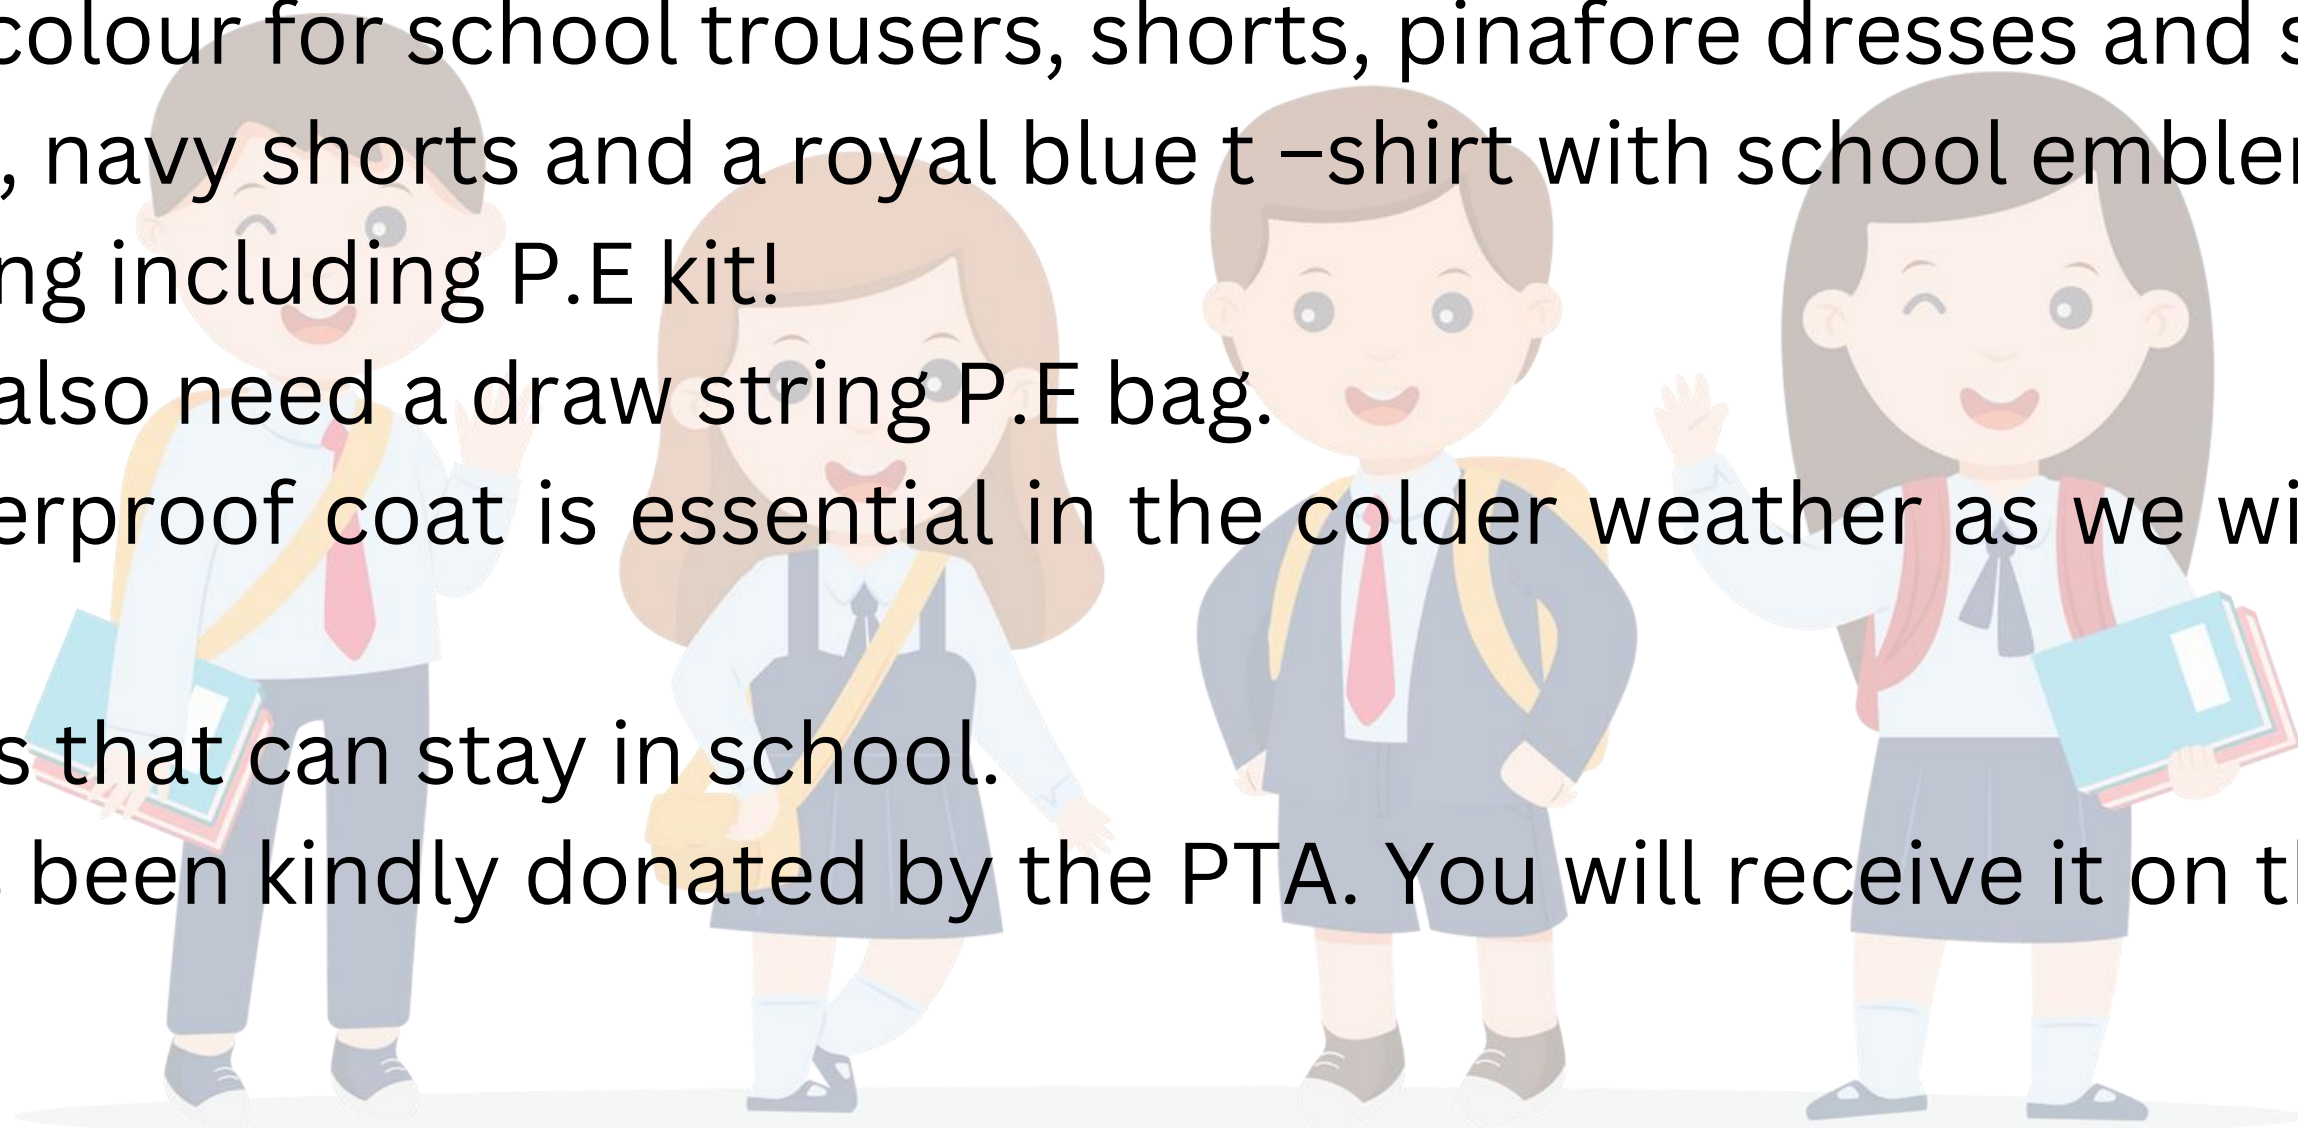 colour for school trousers, shorts, pinafore dresses and s
, navy shorts and a royal blue t –shirt with school emblem
ng including P.E kit!
also need a draw string P.E bag.
erproof coat is essential in the colder weather as we wi
s that can stay in school.
been kindly donated by the PTA. You will receive it on th